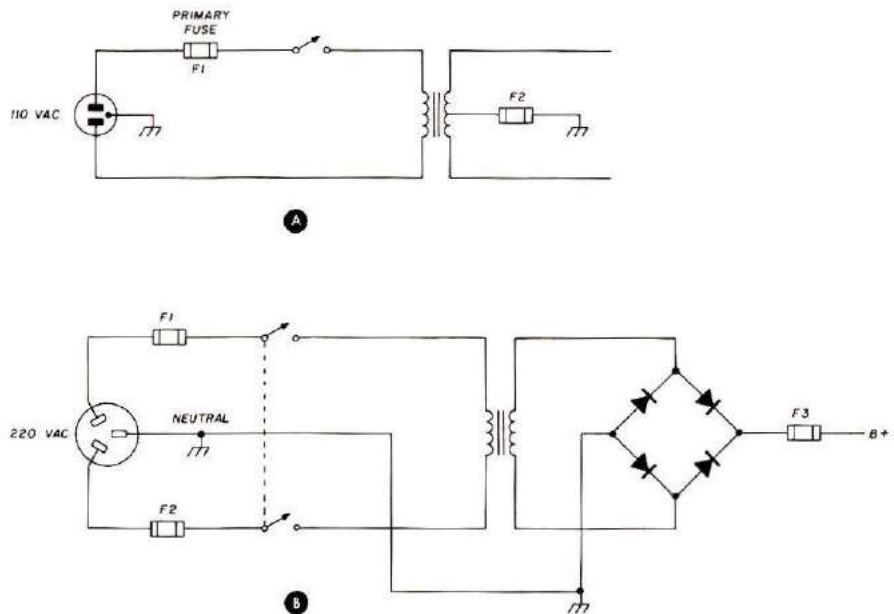 PRIMARY
FUSE
F1
110 VAC
F2
A
F1
NEUTRAL
220 VAC
F3
B+
F2
B